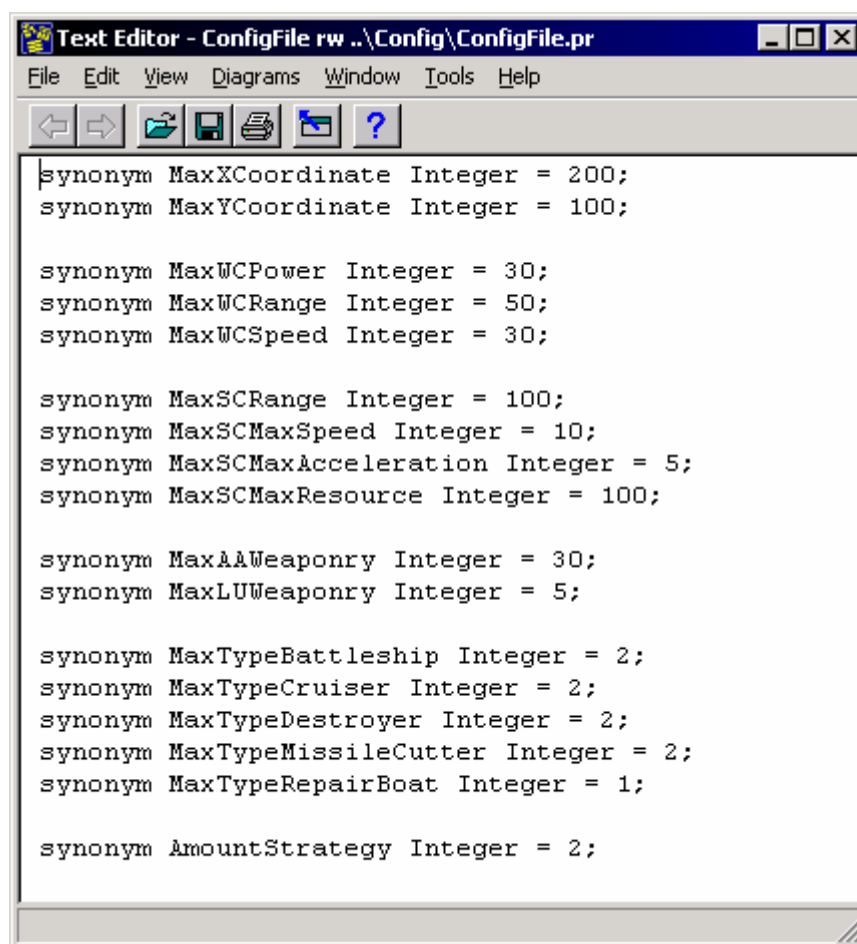 Text Editor - ConfigFile rw ..\Config\ConfigFile.pr
File Edit View Diagrams Window Tools Help
?
synonym MaxXCoordinate Integer = 200;
synonym MaxYCoordinate Integer = 100;
synonym MaxWCPower Integer = 30;
synonym MaxWCRange Integer = 50;
synonym MaxWCSpeed Integer = 30;
synonym MaxSCRange Integer = 100;
synonym MaxSCMaxSpeed Integer = 10;
synonym MaxSCMaxAcceleration Integer = 5;
synonym MaxSCMaxResource Integer = 100;
synonym MaxAAWeaponry Integer = 30;
synonym MaxLUWeaponry Integer = 5;
synonym MaxTypeBattleship Integer = 2;
synonym MaxTypeCruiser Integer = 2;
synonym MaxTypeDestroyer Integer = 2;
synonym MaxTypeMissileCutter Integer = 2;
synonym MaxTypeRepairBoat Integer = 1;
synonym AmountStrategy Integer = 2;